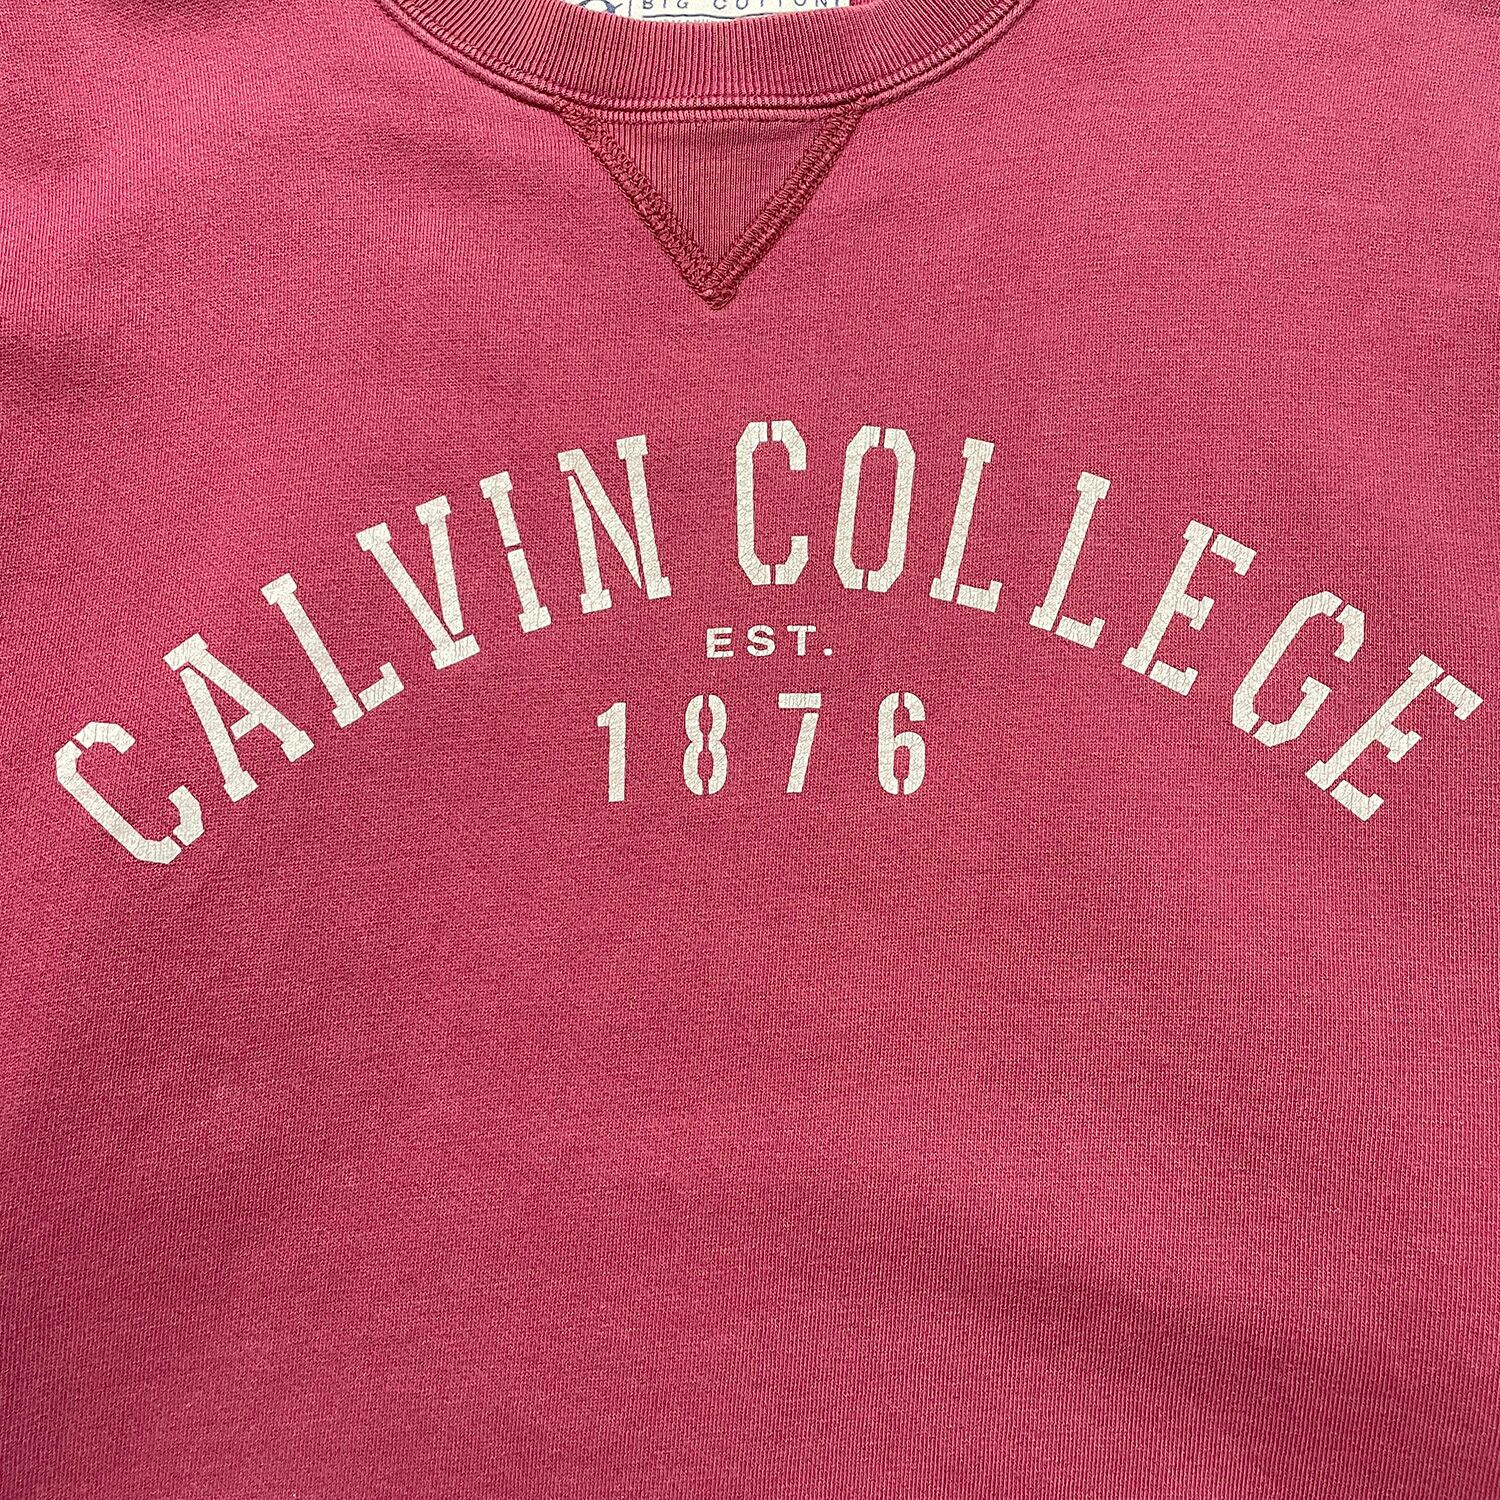 BIG COTTON
CALVIN COLLEGE
EST.
1876